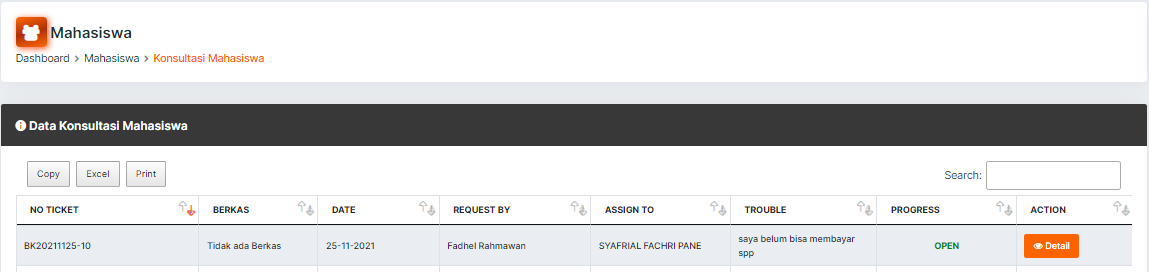 Mahasiswa
Dashboard > Mahasiswa > Konsultasi Mahasiswa
Data Konsultasi Mahasiswa
Copy Excel Print Search:
NO TICKET BERKAS DATE REQUEST BY ASSIGN TO TROUBLE PROGRESS ACTION
BK20211125-10 Tidak ada Berkas 25-11-2021 Fadhel Rahmawan SYAFRIAL FACHRI PANE saya belum bisa membayar OPEN Detail
spp